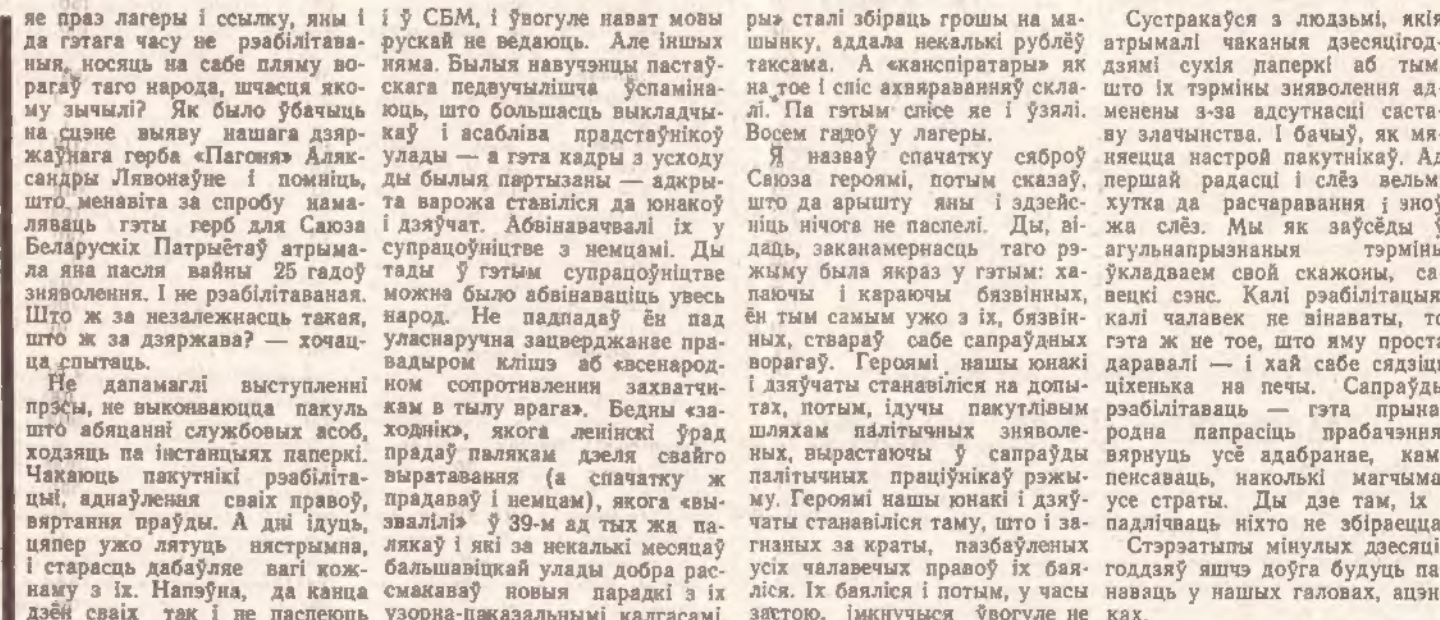 яе праз лагеры і ссылку, яны і
да гэтага часу не рэабілітава-
ныя, носяць на сабе пляму во-
рагаў таго народа, шчасця яко-
му зычылі? Як было ўбачыць
на сцэне выяву нашага дзяр-
жаўнага герба «Пагоня» Аляк-
сандры Лявонаўне і помніць,
што менавіта за спробу нама-
ляваць гэты герб для Саюза
Беларускіх Патрыётаў атрыма-
ла яна пасля вайны 25 гадоў
зняволення. І не рэабілітаваная.
Што ж за незалежнасць такая,
што ж за дзяржава? — хочац-
ца спытаць.
Не дапамаглі выступленні
прэсы, не выконваюцца пакуль
што абяцанні службовых асоб,
ходзяць па інстанцыях паперкі.
Чакаюць пакутнікі рэабіліта-
цыі, аднаўлення сваіх правоў,
вяртання праўды. А дні ідуць,
цяпер ужо лятуць нястрымна,
і старасць дабаўляе вагі кож-
наму з іх. Напэўна, да канца
дзён сваіх так і не паспеюць
і ў СБМ, і ўвогуле нават мовы
рускай не ведаюць. Але іншых
няма. Былыя навучэнцы пастаў-
скага педвучылішча ўспаміна-
юць, што большасць выкладчы-
каў і асабліва прадстаўнікоў
улады — а гэта кадры з усходу
ды былыя партызаны — адкры-
та варожа ставіліся да юнакоў
і дзяўчат. Абвінавачвалі іх у
супрацоўніцтве з немцамі. Ды
тады ў гэтым супрацоўніцтве
можна было абвінаваціць увесь
народ. Не падпадаў ён пад
уласнаручна зацверджанае пра-
вадыром клішэ аб «всенарод-
ном сопротивлении захватчи-
кам в тылу врага». Бедны «за-
ходнік», якога ленінскі ўрад
прадаў палякам дзеля свайго
выратавання (а спачатку ж
прадаваў і немцам), якога «вы-
звалілі» ў 39-м ад тых жа па-
лякаў і які за некалькі месяцаў
бальшавіцкай улады добра рас-
смакаваў новыя парадкі з іх
узорна-паказальнымі калгасамі,
ры» сталі збіраць грошы на ма-
шынку, аддала некалькі рублёў
таксама. А «канспіратары» як
на тое і спіс ахвяраванняў скла-
лі. Па гэтым спісе яе і ўзялі.
Восем гадоў у лагеры.
Я назваў спачатку сяброў
Саюза героямі, потым сказаў,
што да арышту яны і здзейс-
ніць нічога не паспелі. Ды, ві-
даць, заканамернасць таго рэ-
жыму была якраз у гэтым: ха-
паючы і караючы бязвінных,
ён тым самым ужо з іх, бязвін-
ных, ствараў сабе сапраўдных
ворагаў. Героямі нашы юнакі
і дзяўчаты станавіліся на допы-
тах, потым, ідучы пакутлівым
шляхам палітычных зняволе-
ных, вырастаючы ў сапраўды
палітычных праціўнікаў рэжы-
му. Героямі нашы юнакі і дзяў-
чаты станавіліся таму, што і за-
гнаных за краты, пазбаўленых
усіх чалавечых правоў іх бая-
ліся. Іх баяліся і потым, у часы
застою, імкнучыся ўвогуле не
Сустракаўся з людзьмі, якія
атрымалі чаканыя дзесяцігод-
дзямі сухія паперкі аб тым
што іх тэрміны зняволення ад-
менены з-за адсутнасці саста-
ву злачынства. І бачыў, як мя-
няецца настрой пакутнікаў. Ад
першай радасці і слёз вельм
хутка да расчаравання і зноў
жа слёз. Мы як заўсёды ў
агульнапрызнаныя тэрміны
ўкладваем свой скажоны, са
вецкі сэнс. Калі рэабілітацыя
калі чалавек не вінаваты, то
гэта ж не тое, што яму проста
даравалі — і хай сабе сядзіць
ціхенька на печы. Сапраўды
рэабілітаваць — гэта прына
родна папрасіць прабачэння
вярнуць усё адабранае, кам
пенсаваць, наколькі магчыма
усе страты. Ды дзе там, іх
падлічваць ніхто не збіраецца
Стэрэатыпы мінулых дзесяці
годдзяў яшчэ доўга будуць па
наваць у нашых галовах, ацэн
ках.